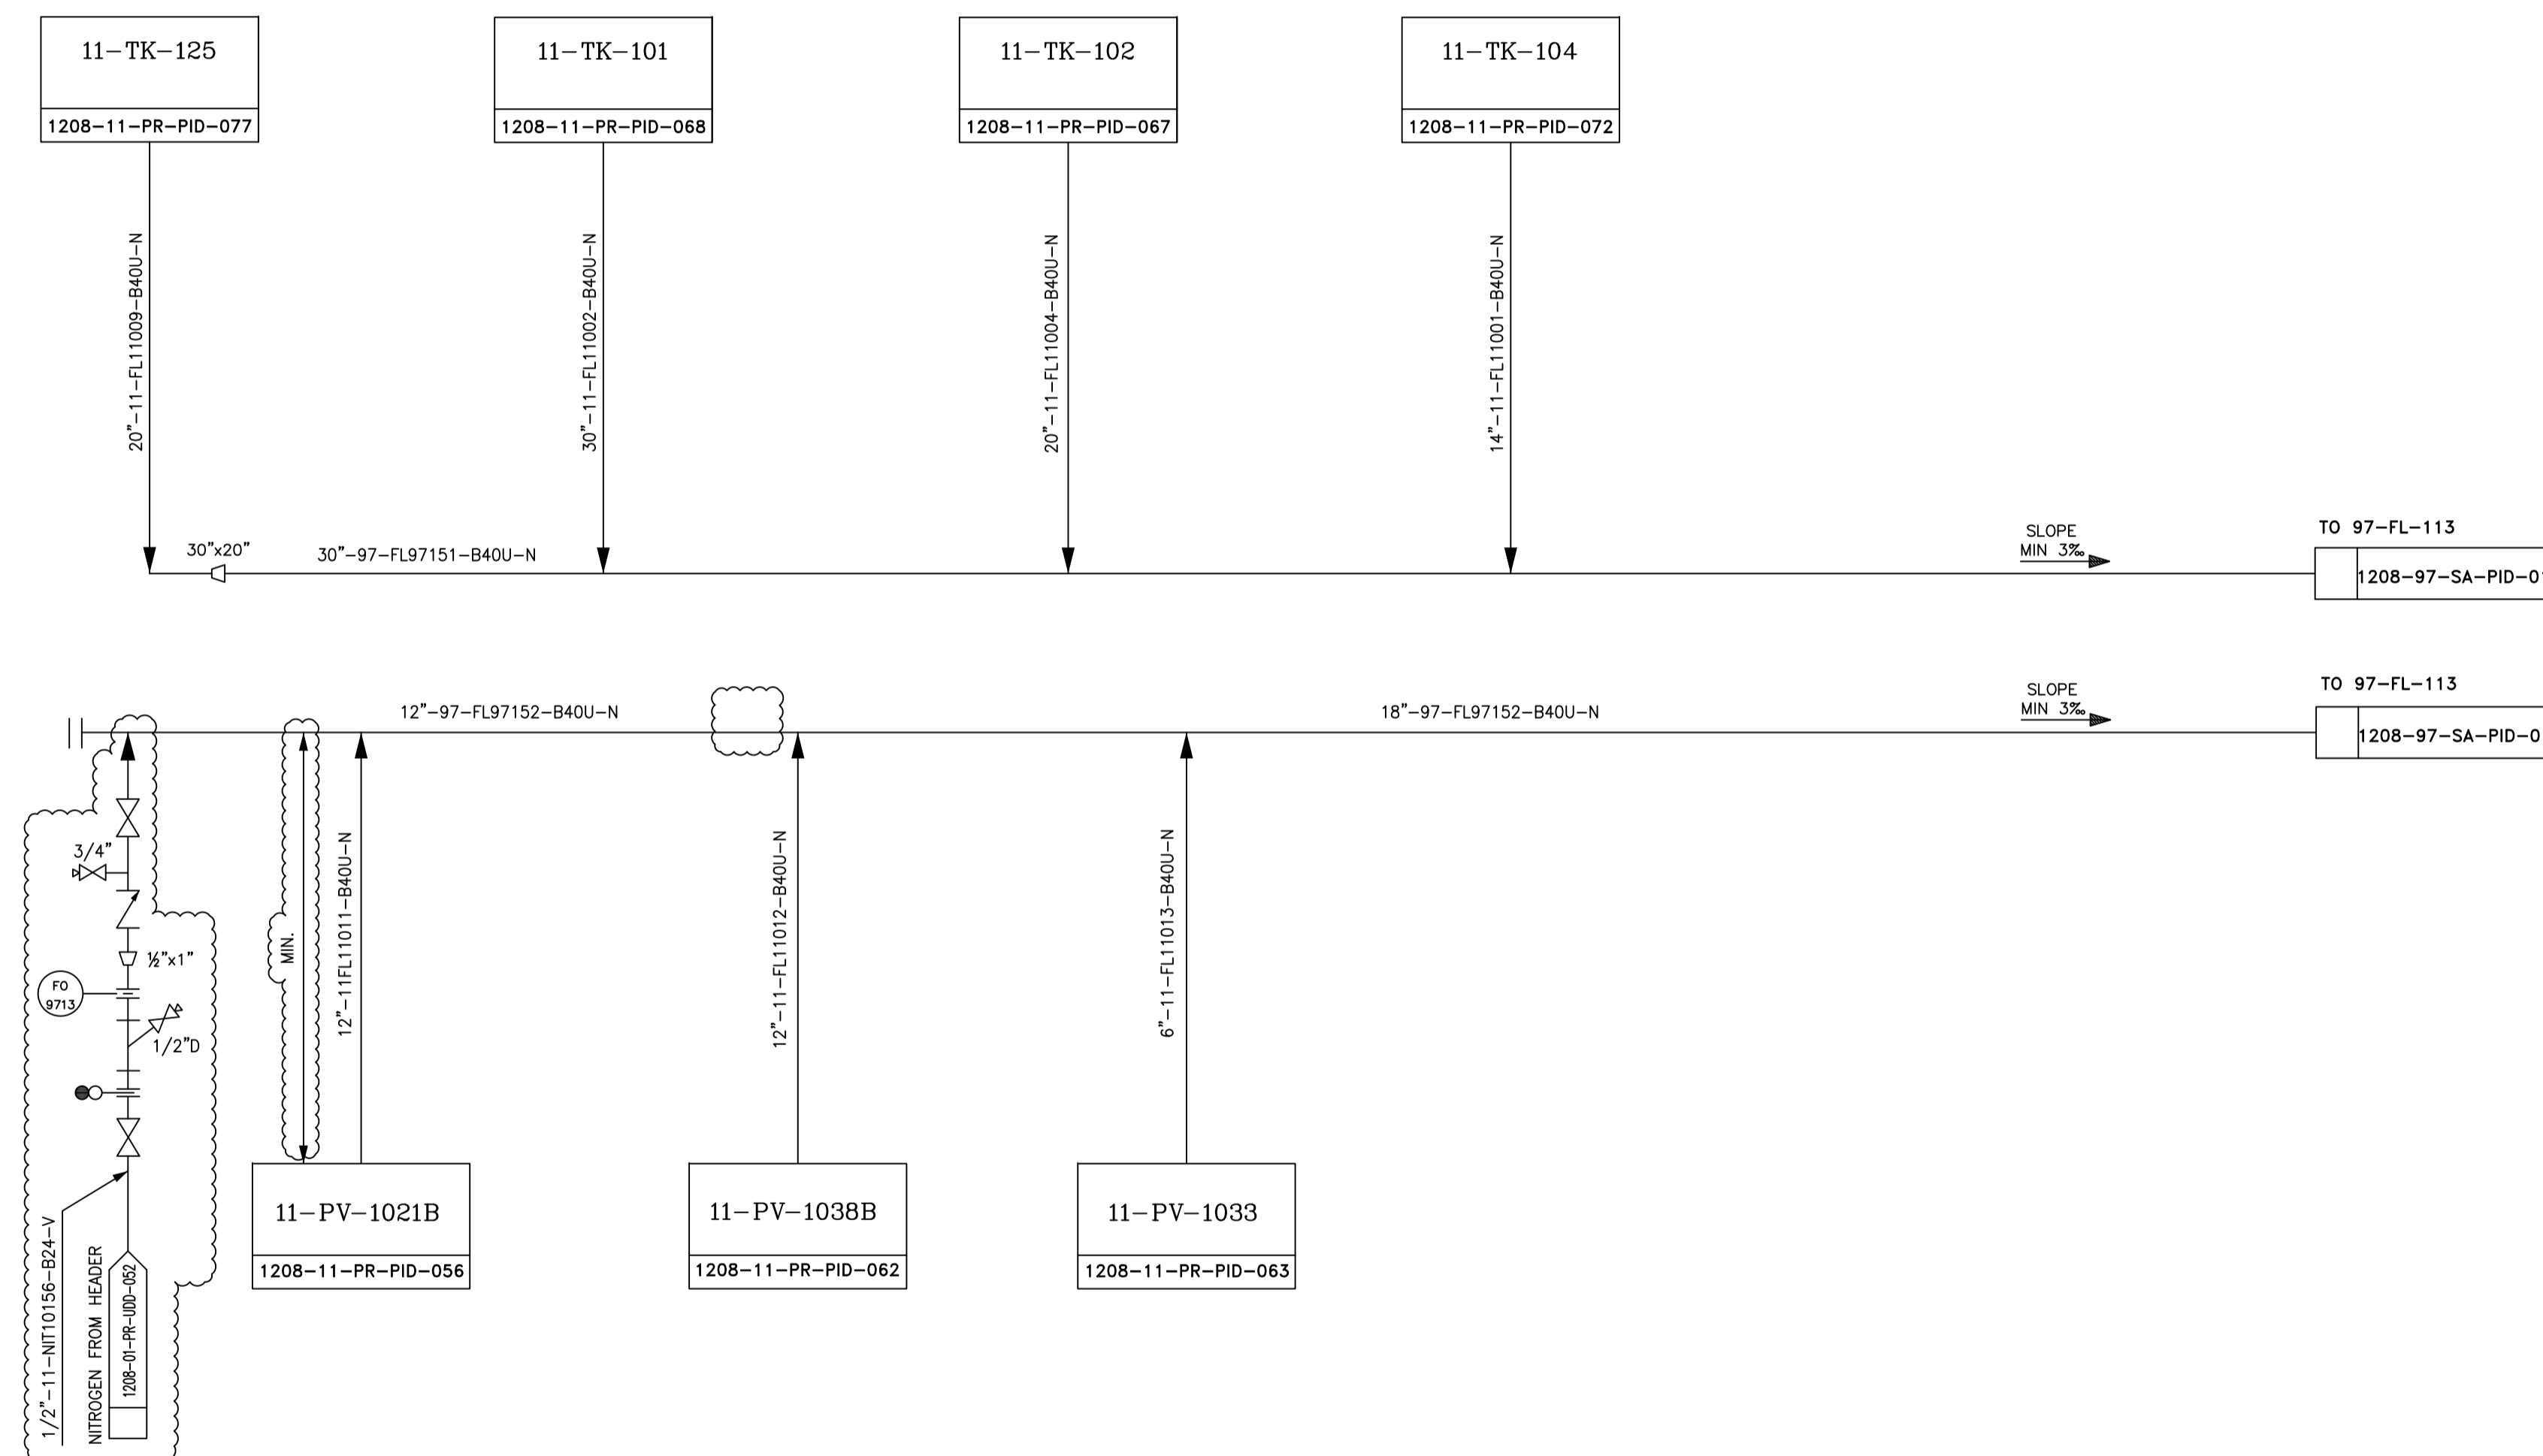 11-TK-125
1208-11-PR-PID-077
11-TK-101
1208-11-PR-PID-068
11-TK-102
1208-11-PR-PID-067
11-TK-104
1208-11-PR-PID-072
20"-11-FL11009-B40U-N
30"-11-FL11002-B40U-N
20"-11-FL11004-B40U-N
14"-11-FL11001-B40U-N
30"x20"
30"-97-FL97151-B40U-N
SLOPE
MIN 3‰
TO 97-FL-113
12"-97-FL97152-B40U-N
18"-97-FL97152-B40U-N
SLOPE
MIN 3‰
TO 97-FL-113
3/4"
½"x1"
FO
9713
1/2"D
MIN.
12"-11FL11011-B40U-N
12"-11-FL11012-B40U-N
6"-11-FL11013-B40U-N
1/2"-11-NIT10156-B24-V
NITROGEN FROM HEADER
1208-01-PR-UDD-052
11-PV-1021B
1208-11-PR-PID-056
11-PV-1038B
1208-11-PR-PID-062
11-PV-1033
1208-11-PR-PID-063